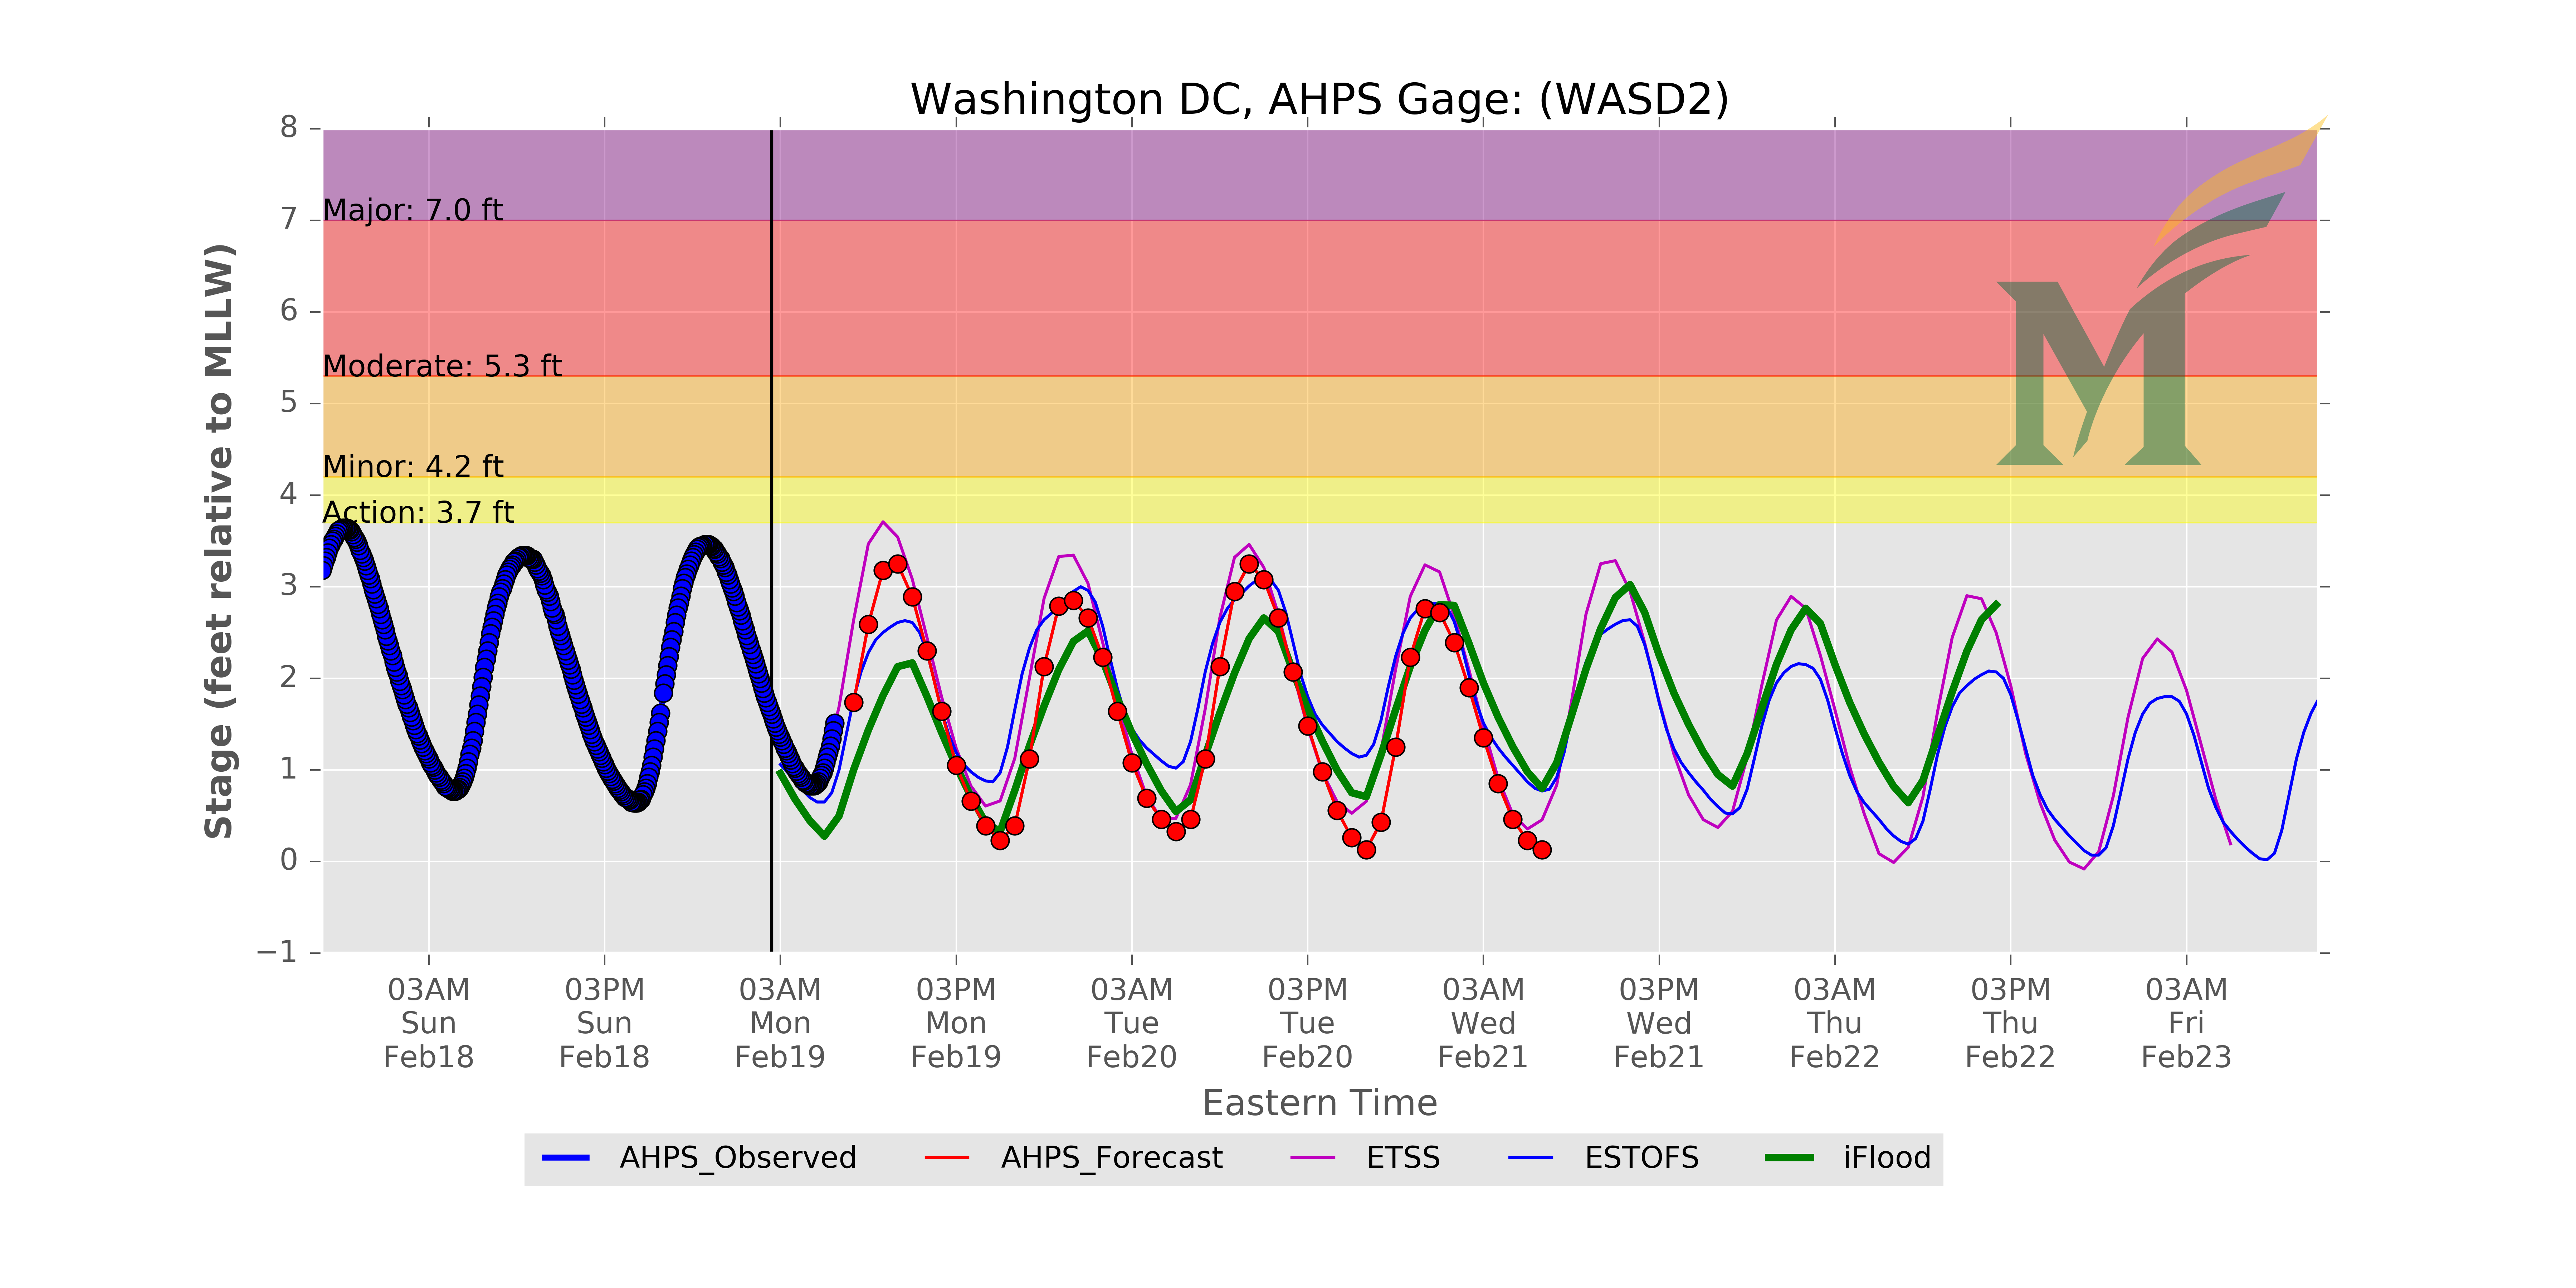 Washington DC, AHPS Gage: (WASD2)
Stage (feet relative to MLLW)
8
7
6
5
4
3
2
1
0
−1
Major: 7.0 ft
Moderate: 5.3 ft
Minor: 4.2 ft
Action: 3.7 ft
M
03AM 03PM 03AM 03PM 03AM 03PM 03AM 03PM 03AM 03PM 03AM
Sun Sun Mon Mon Tue Tue Wed Wed Thu Thu Fri
Feb18 Feb18 Feb19 Feb19 Feb20 Feb20 Feb21 Feb21 Feb22 Feb22 Feb23
Eastern Time
AHPS_Observed AHPS_Forecast ETSS ESTOFS iFlood